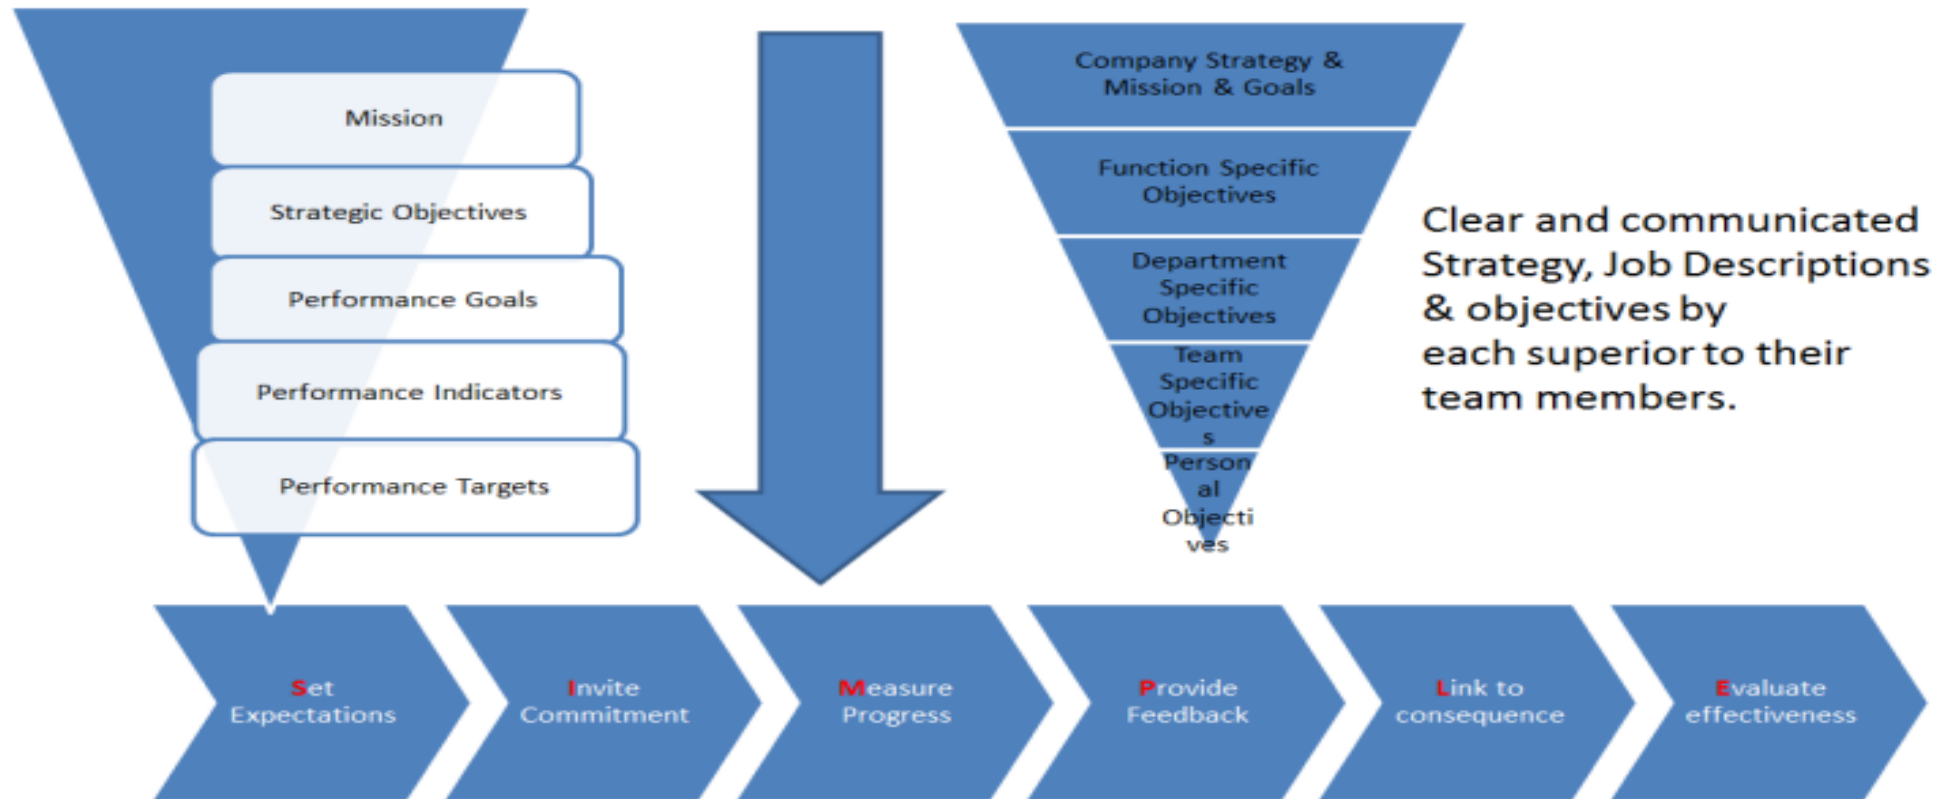 Mission
Strategic Objectives
Performance Goals
Performance Indicators
Performance Targets
Company Strategy &
Mission & Goals
Function Specific
Objectives
Department
Specific
Objectives
Team
Specific
Objective
s
Person
al
Objecti
ves
Clear and communicated
Strategy, Job Descriptions
& objectives by
each superior to their
team members.
Set
Expectations
Invite
Commitment
Measure
Progress
Provide
Feedback
Link to
consequence
Evaluate
effectiveness